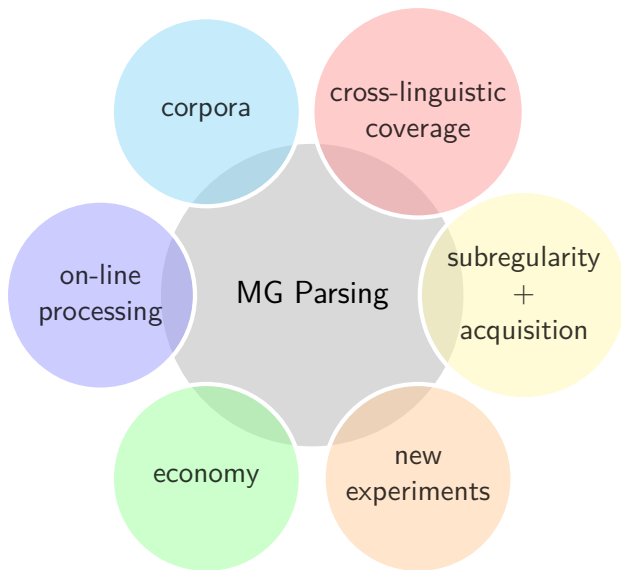 corpora
cross-linguistic
coverage
on-line
processing
MG Parsing
subregularity
+
acquisition
economy
new
experiments